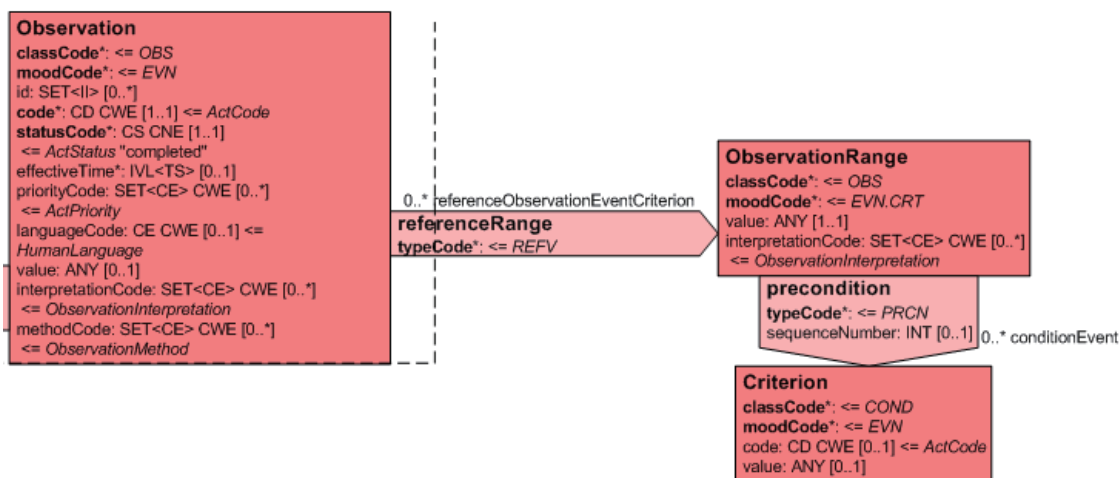 Observation
classCode*: <= OBS
moodCode*: <= EVN
id: SET<II> [0..*]
code*: CD CWE [1..1] <= ActCode
statusCode*: CS CNE [1..1]
<= ActStatus "completed"
effectiveTime*: IVL<TS> [0..1]
priorityCode: SET<CE> CWE [0..*]
<= ActPriority
languageCode: CE CWE [0..1] <=
HumanLanguage
value: ANY [0..1]
interpretationCode: SET<CE> CWE [0..*]
<= ObservationInterpretation
methodCode: SET<CE> CWE [0..*]
<= ObservationMethod
0..* referenceObservationEventCriterion
referenceRange
typeCode*: <= REFV
ObservationRange
classCode*: <= OBS
moodCode*: <= EVN.CRT
value: ANY [1..1]
interpretationCode: SET<CE> CWE [0..*]
<= ObservationInterpretation
precondition
typeCode*: <= PRCN
sequenceNumber: INT [0..1]
0..* conditionEvent
Criterion
classCode*: <= COND
moodCode*: <= EVN
code: CD CWE [0..1] <= ActCode
value: ANY [0..1]